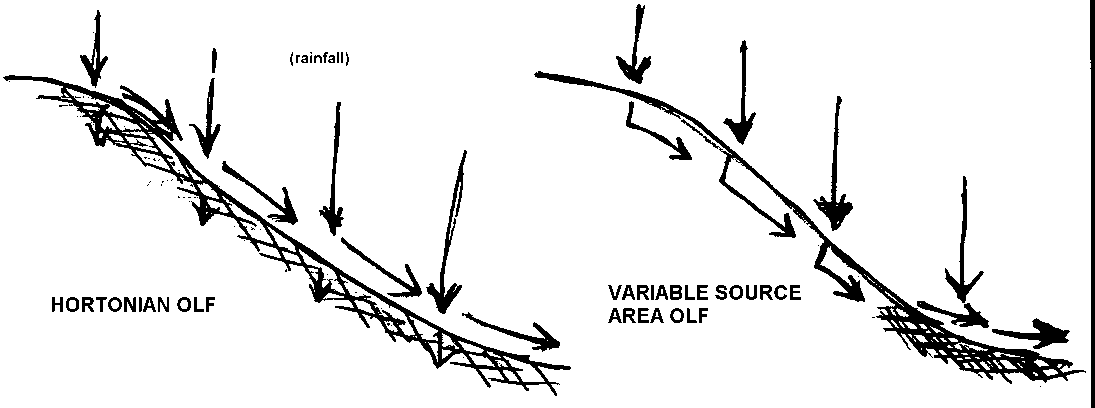 (rainfall)
HORTONIAN OLF
VARIABLE SOURCE
AREA OLF